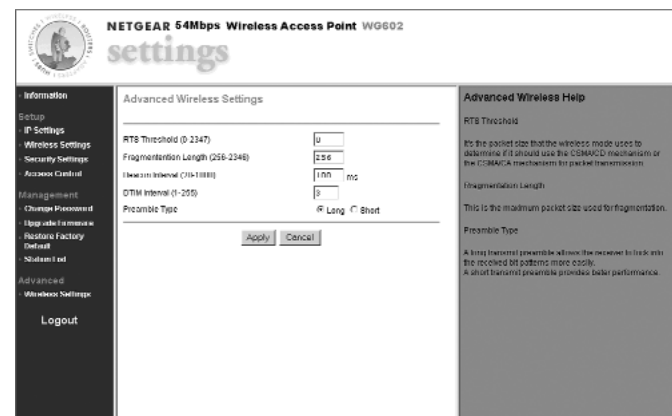 NETGEAR 54Mbps Wireless Access Point WG602
settings
Information
Setup
IP Settings
Wireless Settings
Security Settings
Access Control
Management
Change Password
Upgrade Firmware
Restore Factory
Default
Station List
Advanced
Wireless Settings
Logout
Advanced Wireless Settings
RTS Threshold (0-2347)
0
Fragmentention Length (256-2346)
256
Beacon Interval (20-1000)
100 ms
DTIM Interval (1-255)
3
Preamble Type
Long Short
Apply Cancel
Advanced Wireless Help
RTS Threshold
It's the packet size that the wireless mode uses to
determine if it should use the CSMA/CD mechanism or
the CSMA/CA mechanism for packet transmission.
Fragmentation Length
This is the maximum packet size used for fragmentation.
Preamble Type
A long transmit preamble allows the receiver to lock into
the received bit patterns more easily.
A short transmit preamble provides better performance.